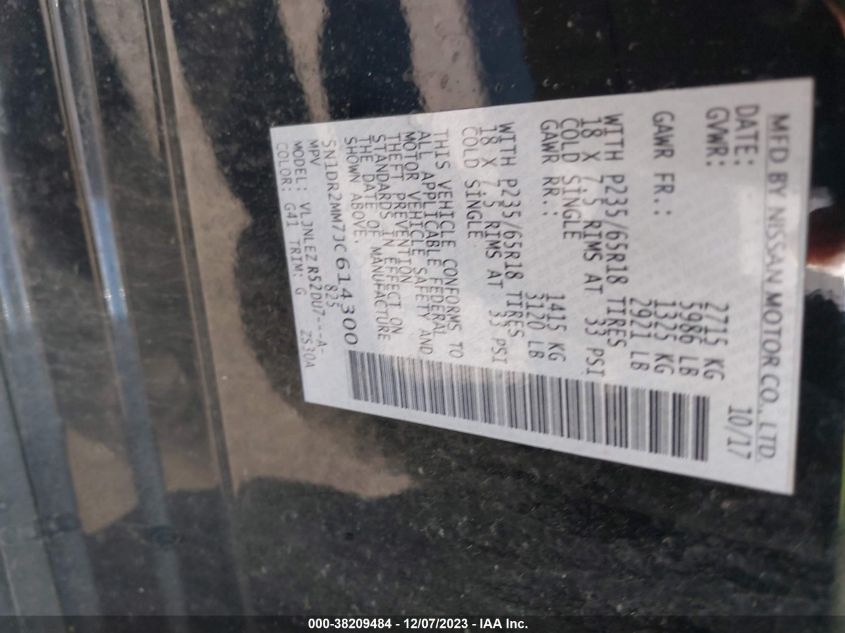 MFD BY NISSAN MOTOR CO., LTD.
DATE: 10/17
GVWR: 2715 KG
5986 LB
GAWR FR.: 1325 KG
2921 LB
WITH P235/65R18 TIRES
18 X 7.5 RIMS AT 33 PSI
COLD SINGLE
GAWR RR.: 1415 KG
3120 LB
WITH P235/65R18 TIRES
18 X 7.5 RIMS AT 33 PSI
COLD SINGLE
THIS VEHICLE CONFORMS TO
ALL APPLICABLE FEDERAL
MOTOR VEHICLE SAFETY AND
THEFT PREVENTION
STANDARDS IN EFFECT ON
THE DATE OF MANUFACTURE
SHOWN ABOVE.
5N1DR2MM7JC614300
MPV 825
MODEL: VLJNLEZ R52DU7---A-
COLOR: G41 TRIM: G ZS30A
000-38209484 - 12/07/2023 - IAA Inc.